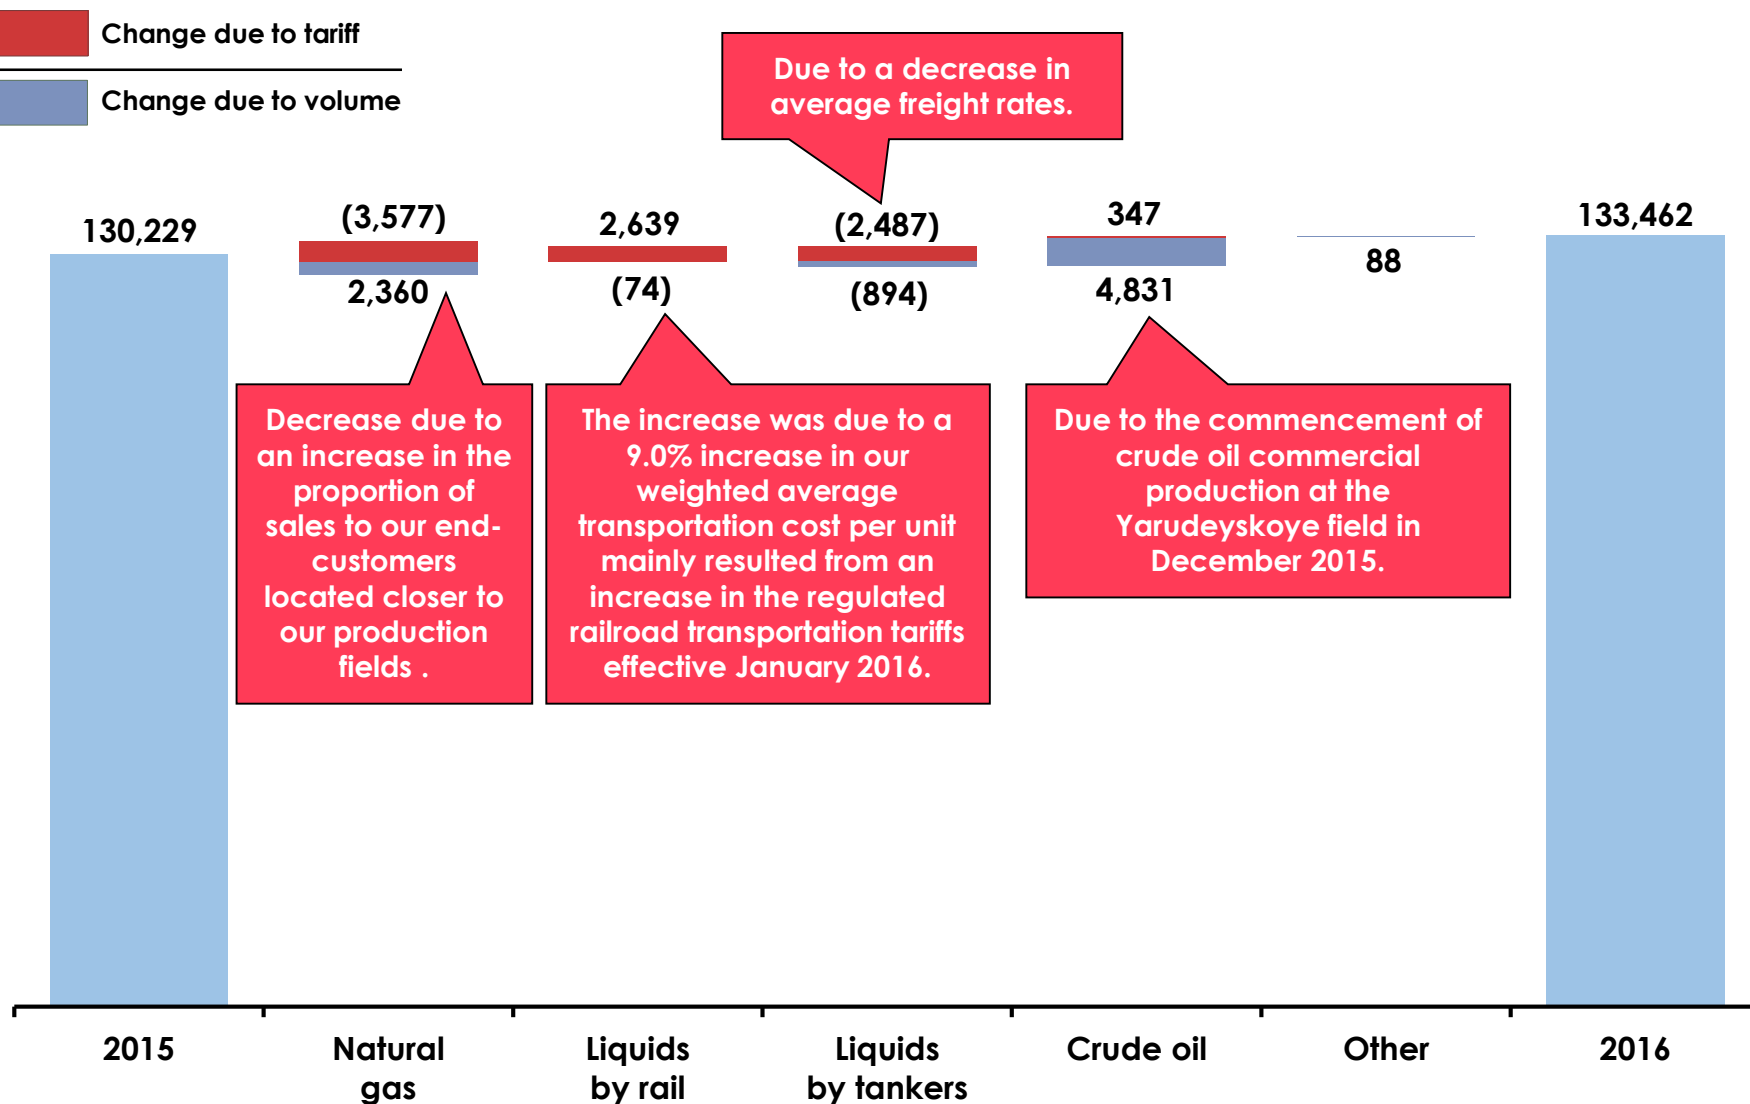 Change due to tariff
Change due to volume
Due to a decrease in
average freight rates.
130,229
(3,577)
2,639
(2,487)
347
133,462
2,360
(74)
(894)
4,831
88
Decrease due to
an increase in the
proportion of
sales to our end-
customers
located closer to
our production
fields .
The increase was due to a
9.0% increase in our
weighted average
transportation cost per unit
mainly resulted from an
increase in the regulated
railroad transportation tariffs
effective January 2016.
Due to the commencement of
crude oil commercial
production at the
Yarudeyskoye field in
December 2015.
2015
Natural
gas
Liquids
by rail
Liquids
by tankers
Crude oil
Other
2016